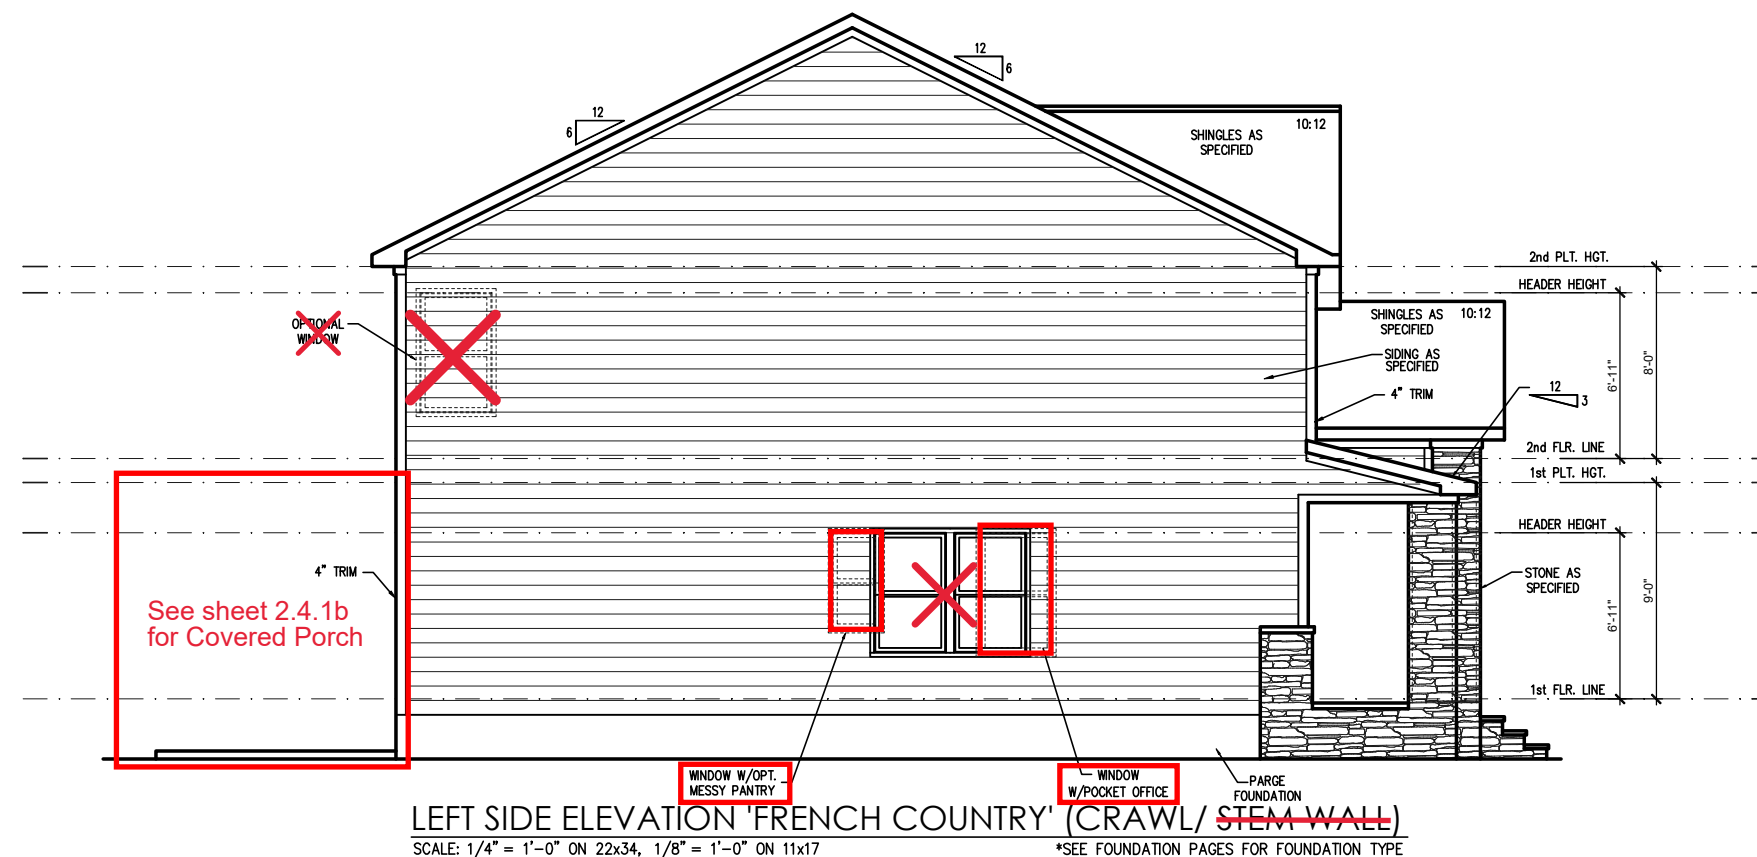 12
6
12
6
SHINGLES AS
SPECIFIED
10:12
2nd PLT. HGT.
HEADER HEIGHT
OPTIONAL
WINDOW
SHINGLES AS
SPECIFIED
10:12
SIDING AS
SPECIFIED
4" TRIM
12
3
6'-11"
8'-0"
2nd FLR. LINE
1st PLT. HGT.
HEADER HEIGHT
4" TRIM
See sheet 2.4.1b
for Covered Porch
STONE AS
SPECIFIED
6'-11"
9'-0"
1st FLR. LINE
WINDOW W/OPT.
MESSY PANTRY
WINDOW
W/POCKET OFFICE
PARGE
FOUNDATION
LEFT SIDE ELEVATION 'FRENCH COUNTRY' (CRAWL/ STEM WALL)
SCALE: 1/4" = 1'-0" ON 22x34, 1/8" = 1'-0" ON 11x17
*SEE FOUNDATION PAGES FOR FOUNDATION TYPE